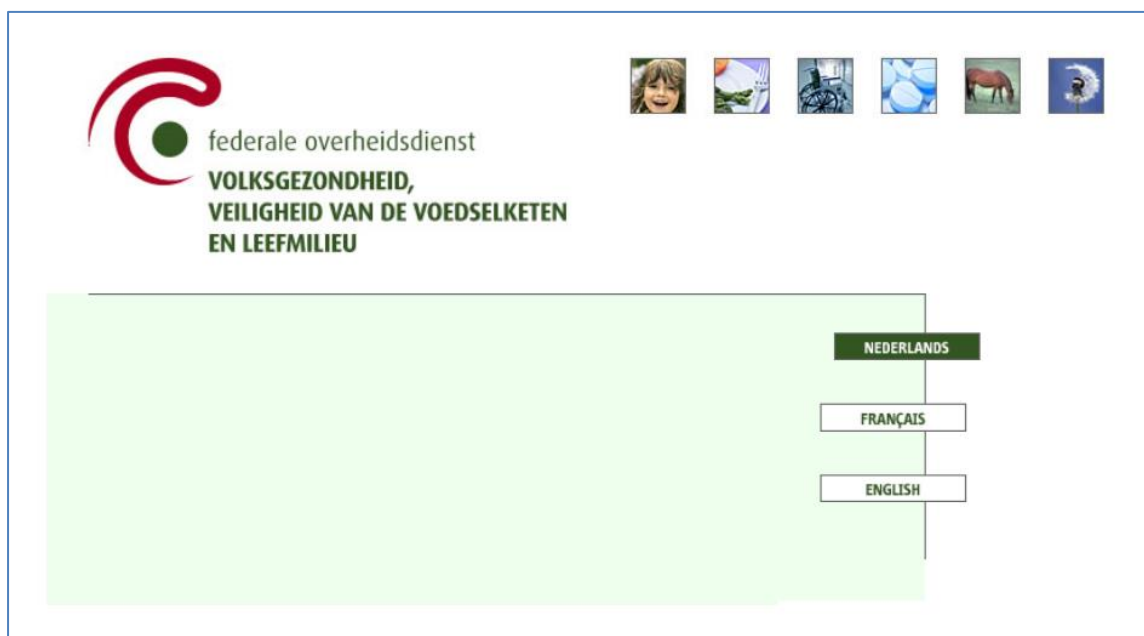 federale overheidsdienst
VOLKSGEZONDHEID,
VEILIGHEID VAN DE VOEDSELKETEN
EN LEEFMILIEU
NEDERLANDS
FRANÇAIS
ENGLISH